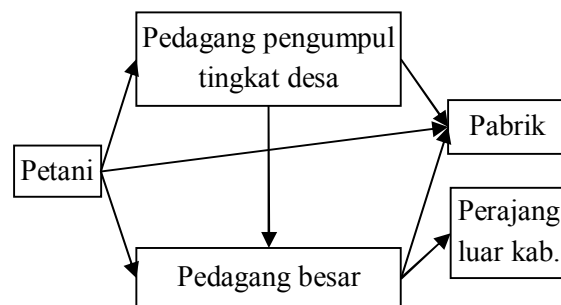 Pedagang pengumpul
tingkat desa
Pabrik
Petani
Perajang
luar kab.
Pedagang besar